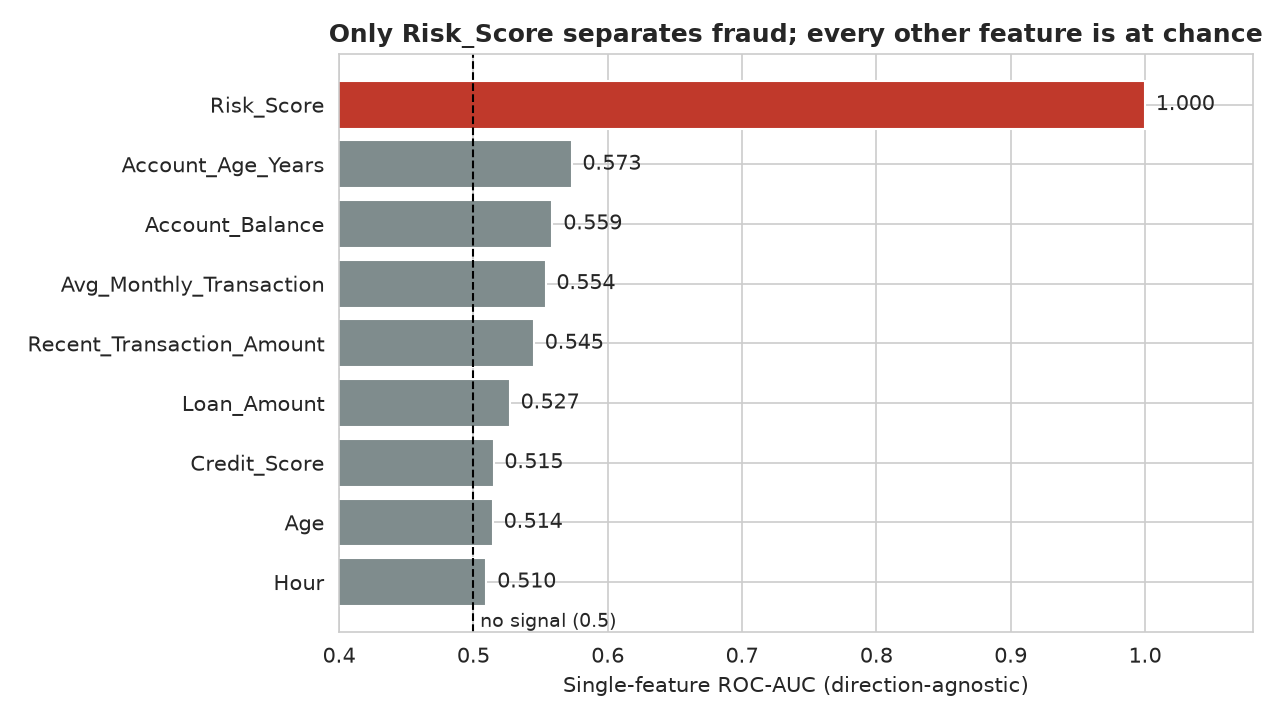 Only Risk_Score separates fraud; every other feature is at chance
Risk_Score 1.000
Account_Age_Years 0.573
Account_Balance 0.559
Avg_Monthly_Transaction 0.554
Recent_Transaction_Amount 0.545
Loan_Amount 0.527
Credit_Score 0.515
Age 0.514
Hour 0.510
no signal (0.5)
0.4 0.5 0.6 0.7 0.8 0.9 1.0
Single-feature ROC-AUC (direction-agnostic)